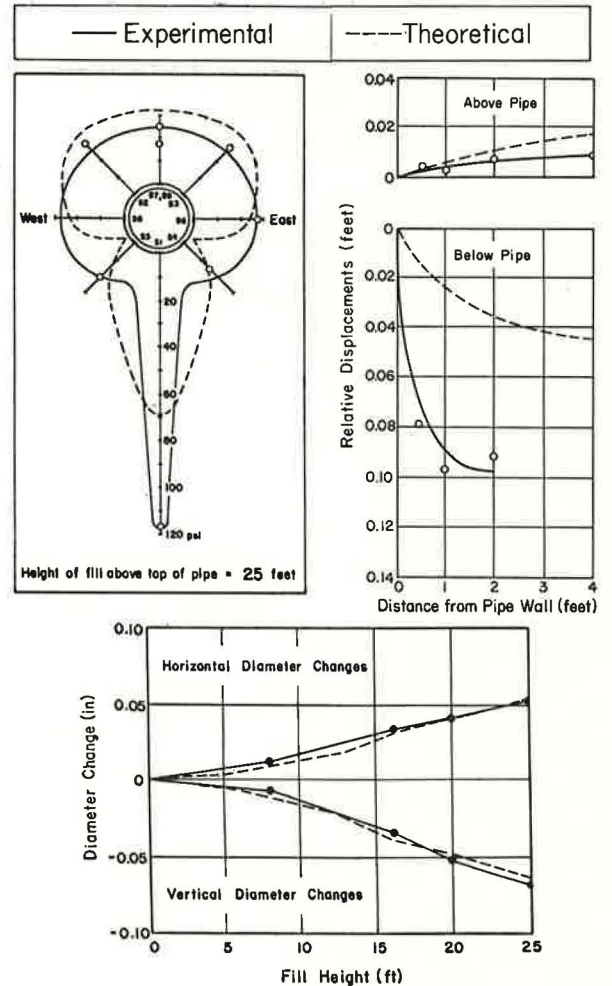 Experimental
Theoretical
West
East
20
40
60
80
100
120 psi
Height of fill above top of pipe = 25 feet
0.04
0.02
0
Above Pipe
Below Pipe
0
0.02
0.04
0.06
0.08
0.10
0.12
0.14
0 1 2 3 4
Relative Displacements (feet)
Distance from Pipe Wall (feet)
0.10
0.05
0
-0.05
-0.10
Horizontal Diameter Changes
Vertical Diameter Changes
Diameter Change (in)
0 5 10 15 20 25
Fill Height (ft)